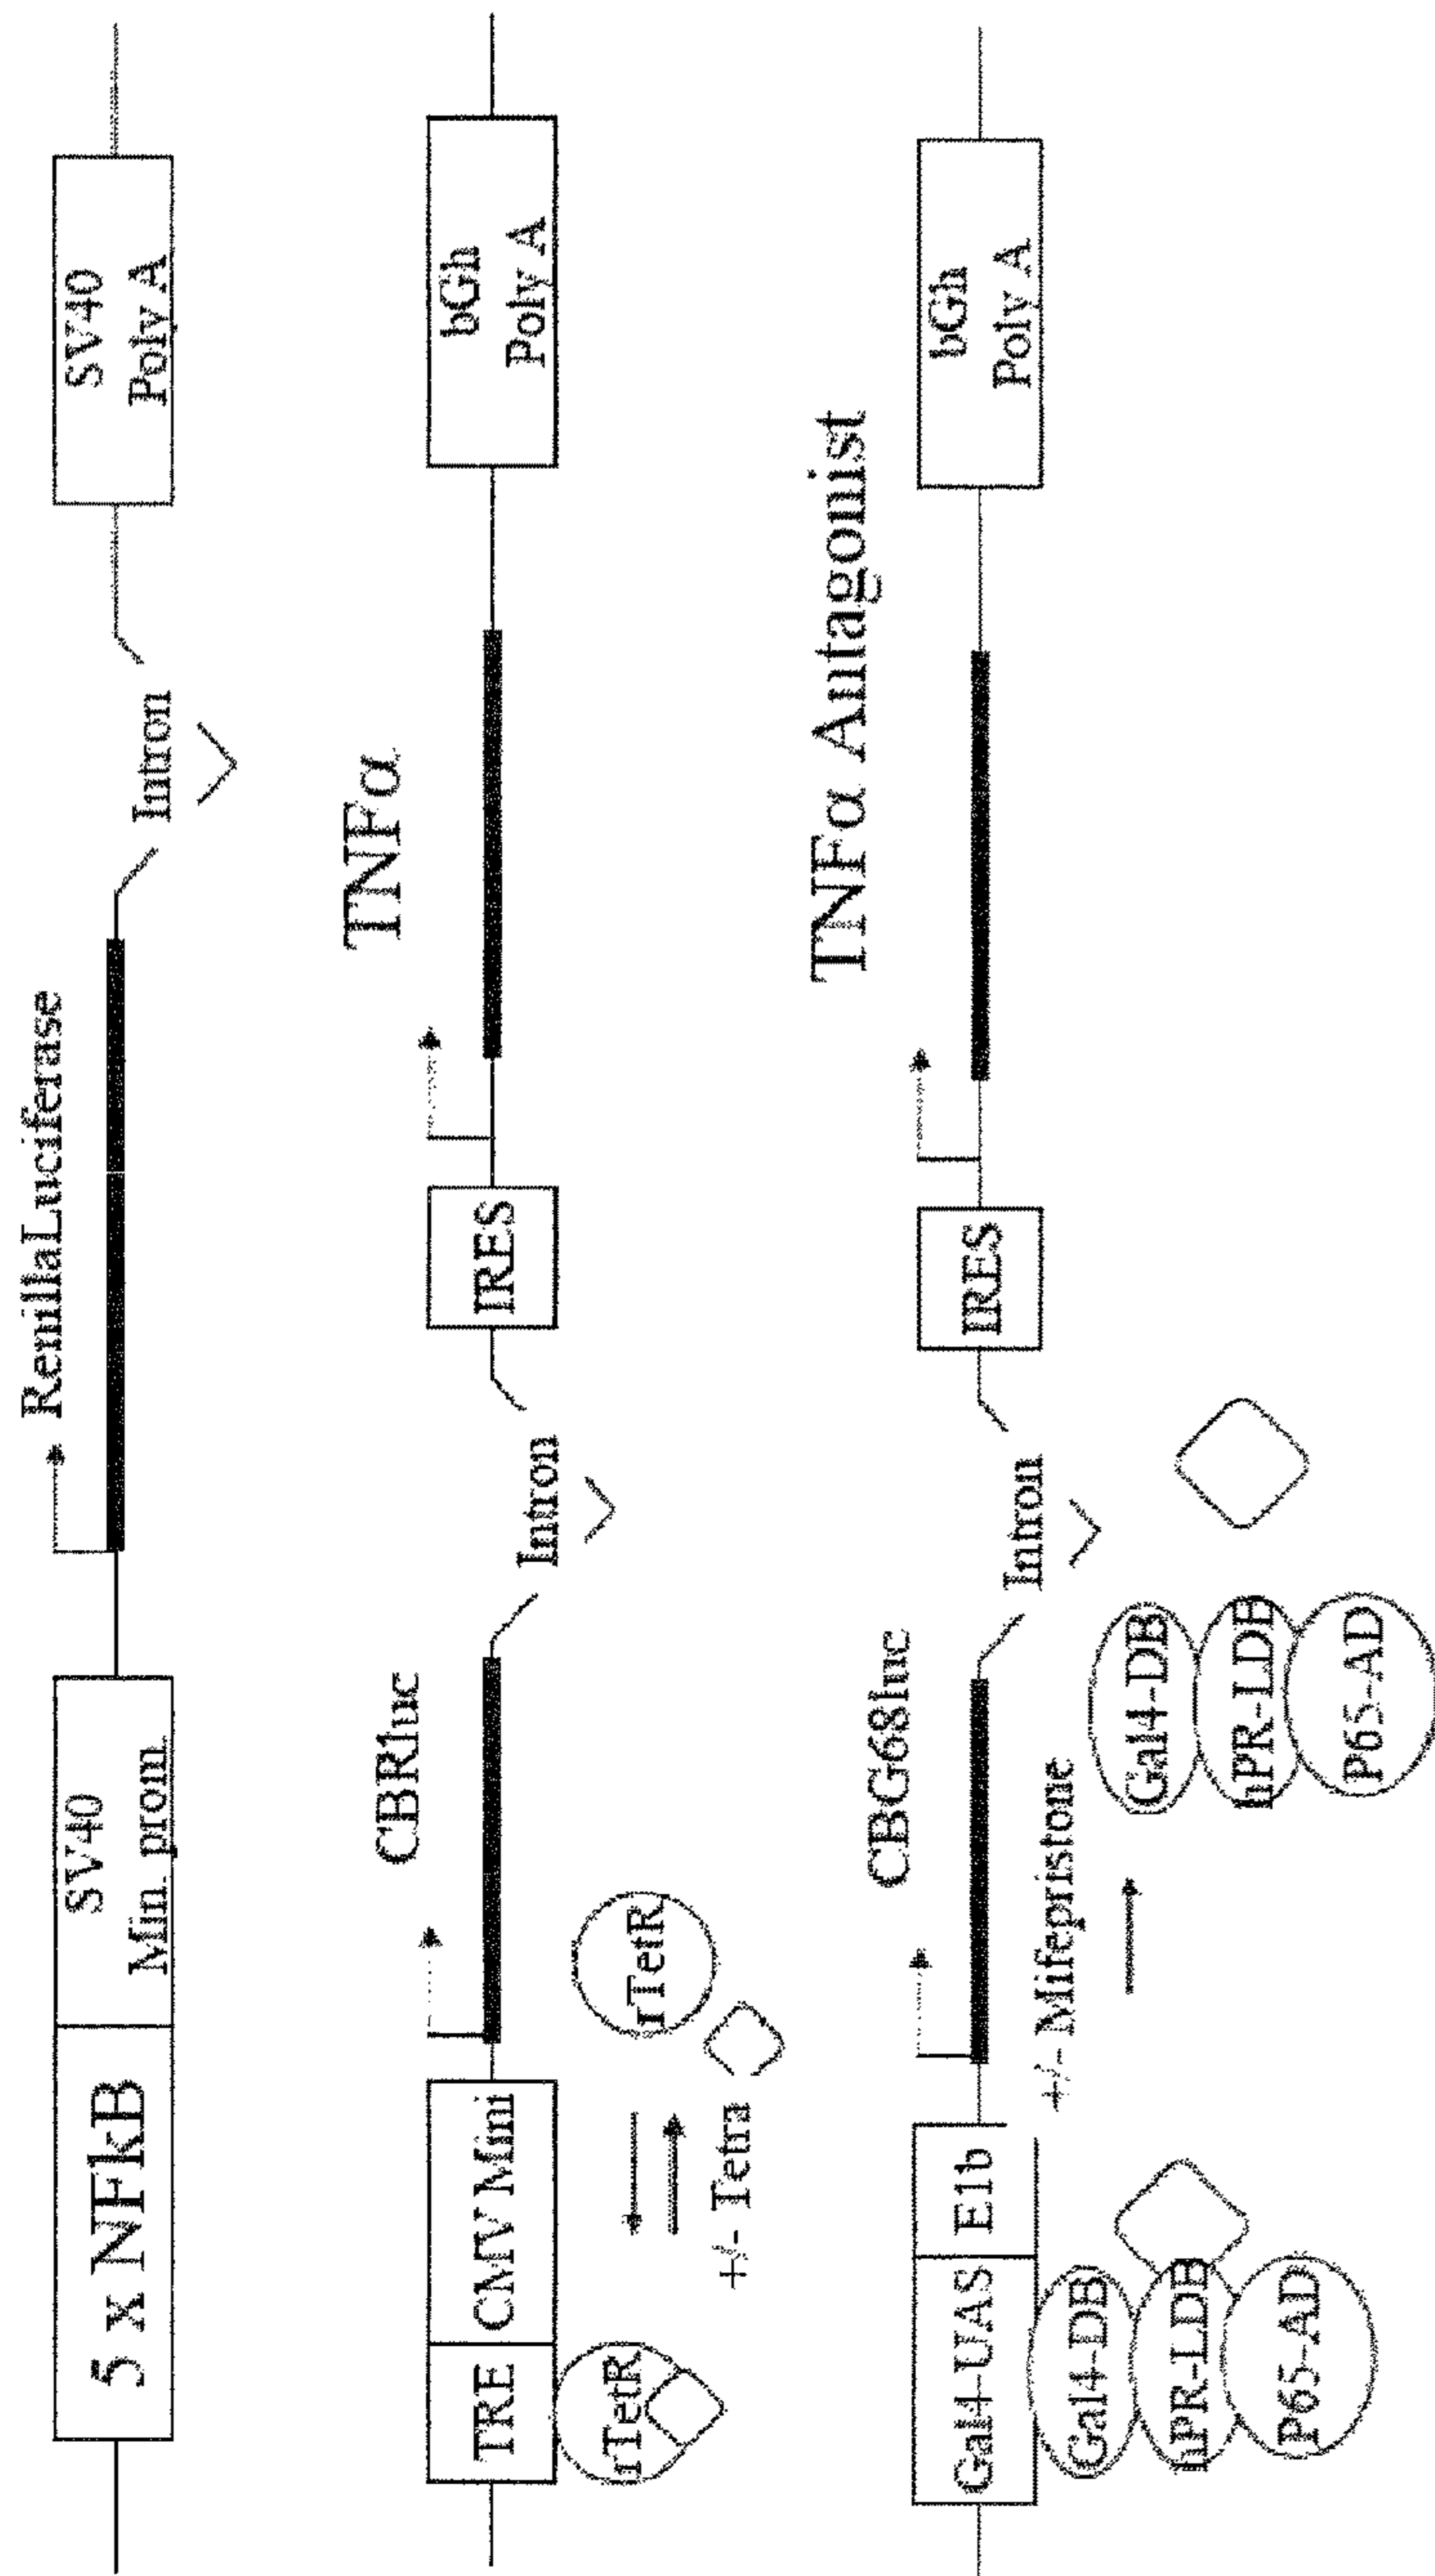 RenillaLuciferase
5 x NFkB
SV40
Min. prom.
Intron
SV40
Poly A
CBRluc
TNFα
TRE
CMV Mini
Intron
IRES
bGh
Poly A
rTetR
rTetR
+/- Tetra
TNFα Antagonist
CBG68luc
Gal4-UAS
E1b
Intron
IRES
bGh
Poly A
+/- Mifepristone
Gal4-DB
hPR-LDB
P65-AD
Gal4-DB
hPR-LDB
P65-AD